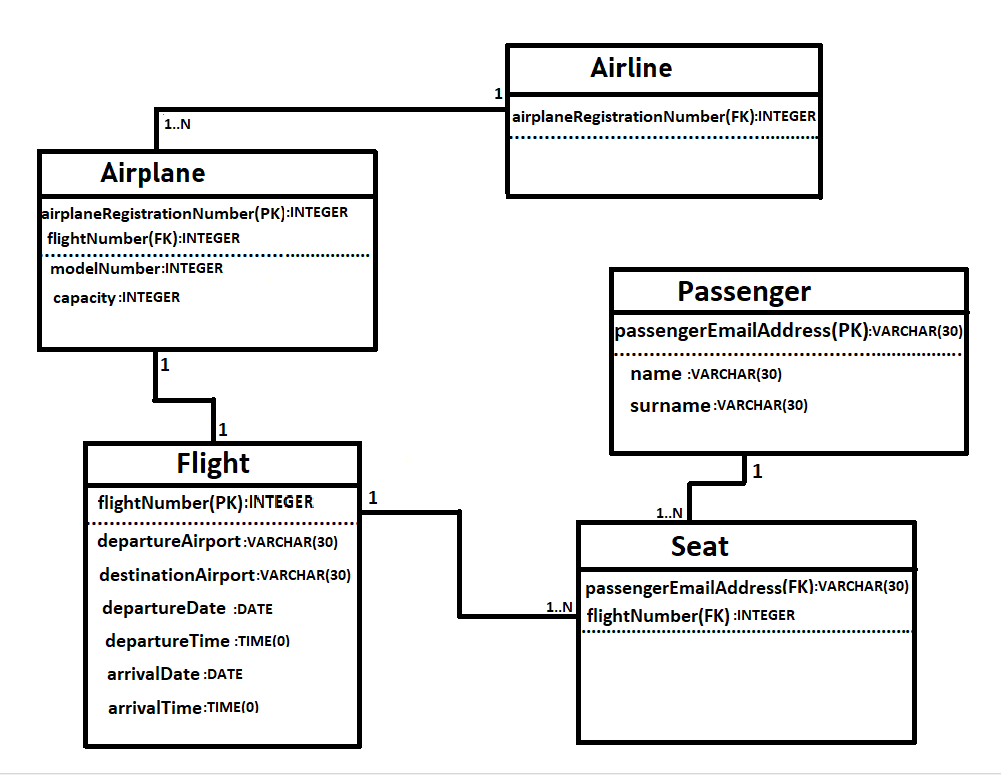 Airline
1
airplaneRegistrationNumber(FK):INTEGER
1..N
Airplane
airplaneRegistrationNumber(PK):INTEGER
flightNumber(FK):INTEGER
modelNumber:INTEGER
capacity:INTEGER
Passenger
passengerEmailAddress(PK):VARCHAR(30)
name :VARCHAR(30)
surname:VARCHAR(30)
1
1
Flight
flightNumber(PK):INTEGER
departureAirport:VARCHAR(30)
destinationAirport:VARCHAR(30)
departureDate :DATE
departureTime :TIME(0)
arrivalDate :DATE
arrivalTime:TIME(0)
1
1
1..N
1..N
Seat
passengerEmailAddress(FK):VARCHAR(30)
flightNumber(FK) :INTEGER